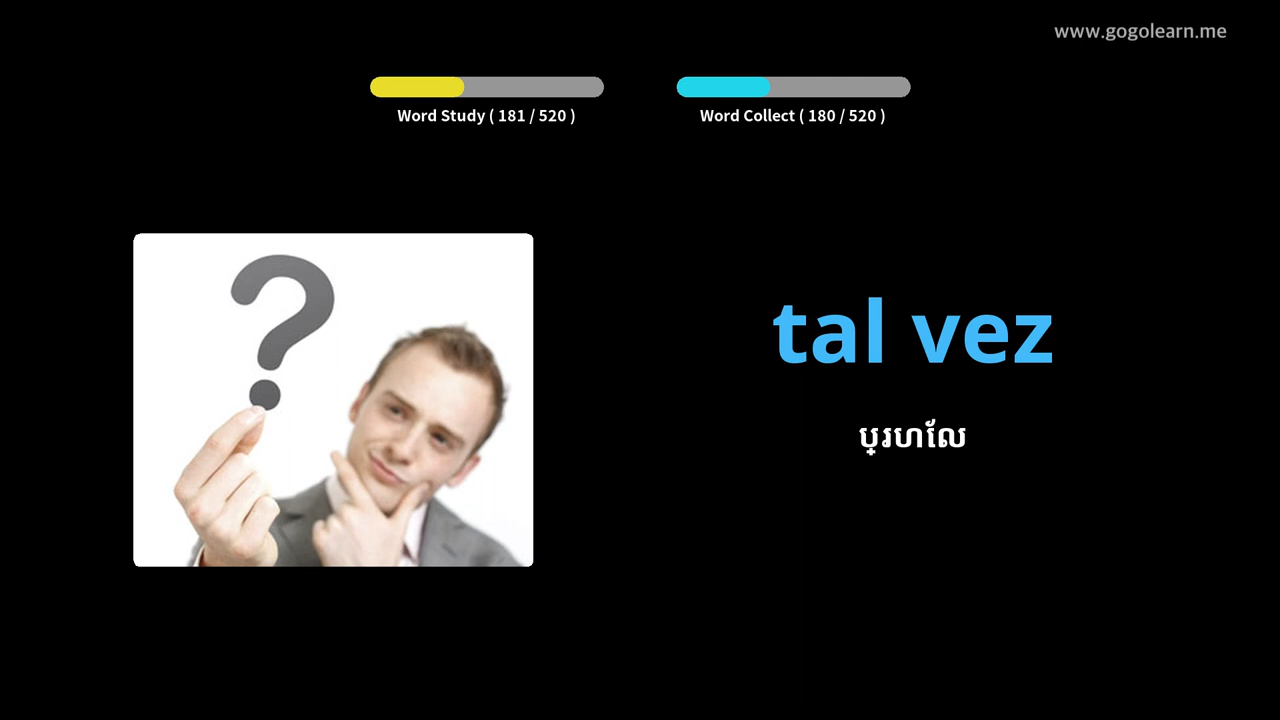 www.gogolearn.me
Word Study ( 181 / 520 )
Word Collect ( 180 / 520 )
tal vez
ប្រហែល